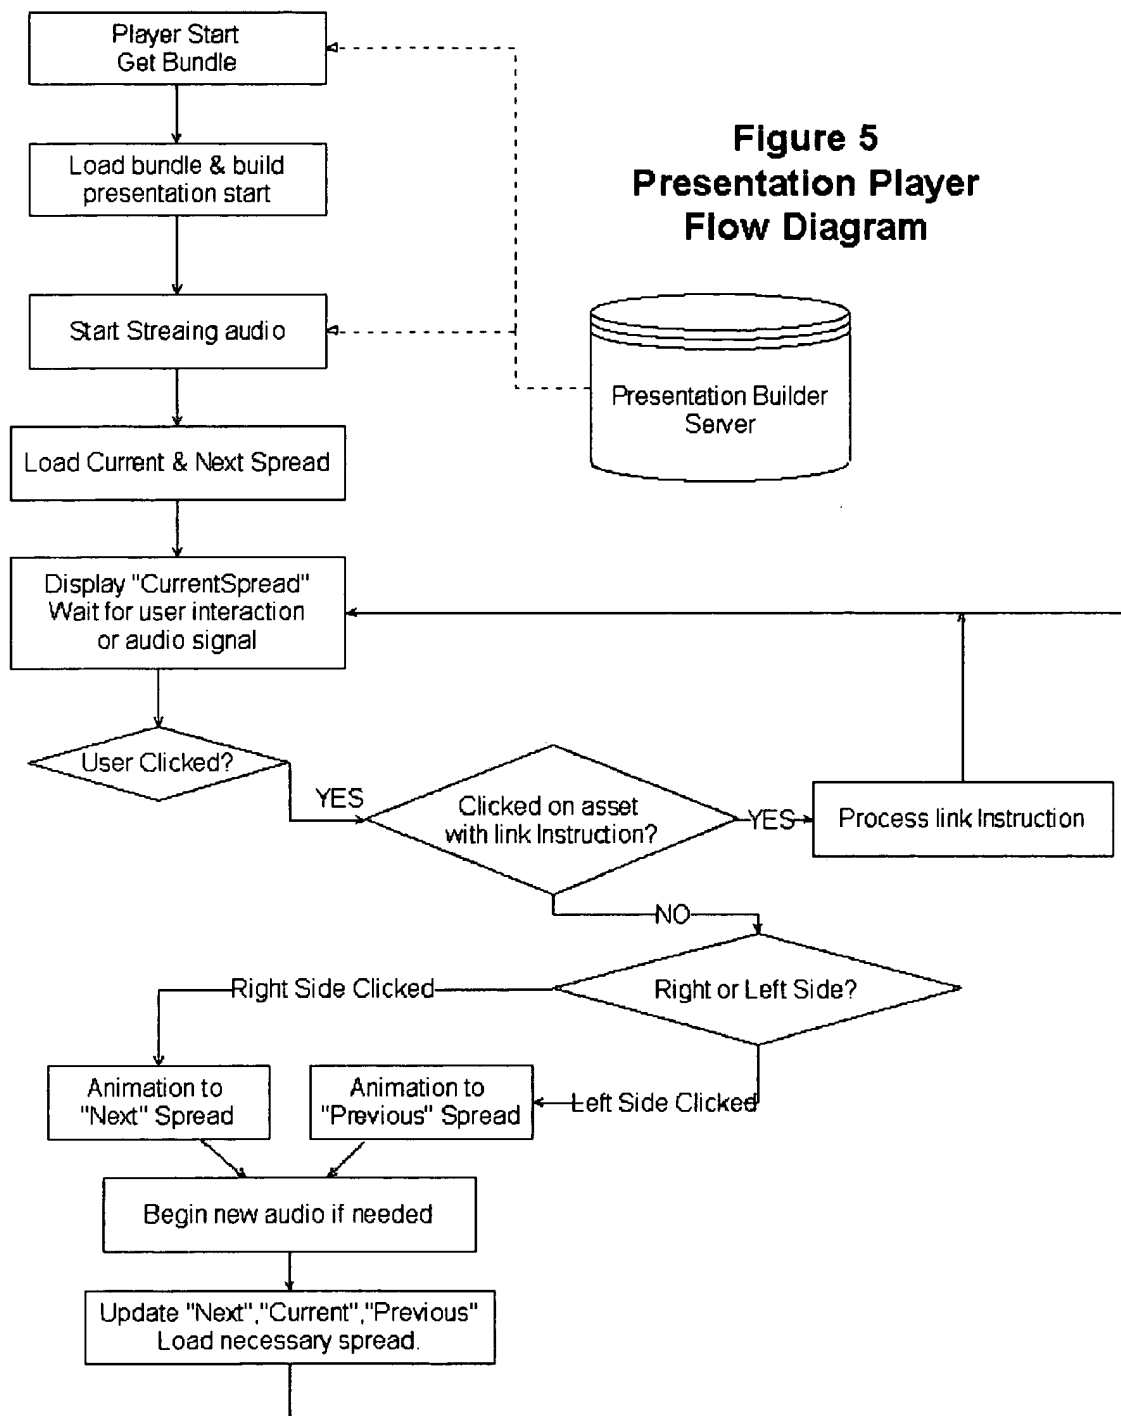 Player Start
Get Bundle
Figure 5
Presentation Player
Flow Diagram
Load bundle & build
presentation start
Start Streaing audio
Presentation Builder
Server
Load Current & Next Spread
Display "CurrentSpread"
Wait for user interaction
or audio signal
User Clicked?
YES
Clicked on asset
with link Instruction?
YES
Process link Instruction
NO
Right or Left Side?
Right Side Clicked
Animation to
"Next" Spread
Animation to
"Previous" Spread
Left Side Clicked
Begin new audio if needed
Update "Next","Current","Previous"
Load necessary spread.